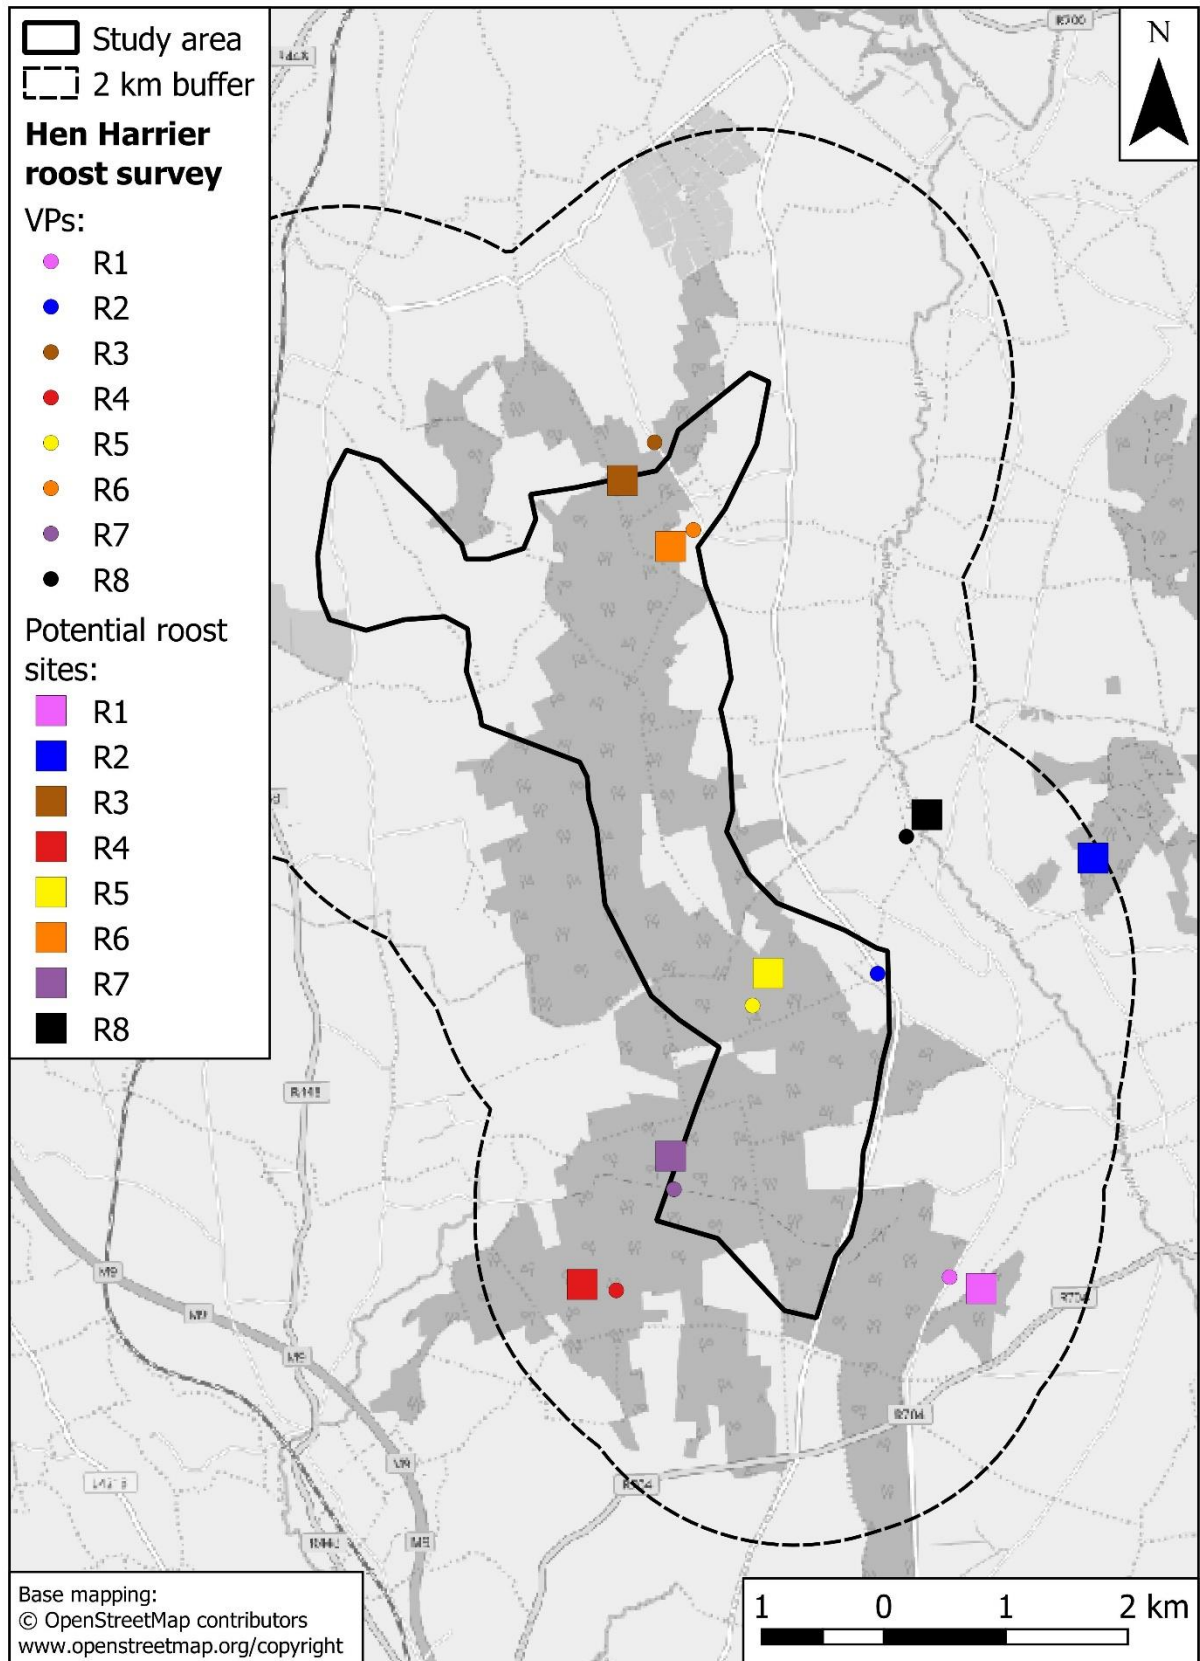 Study area
2 km buffer
Hen Harrier
roost survey
VPs:
R1
R2
R3
R4
R5
R6
R7
R8
Potential roost
sites:
R1
R2
R3
R4
R5
R6
R7
R8
N
R700
M9
M9
M9
R704
R704
R704
Base mapping:
© OpenStreetMap contributors
www.openstreetmap.org/copyright
1 0 1 2 km